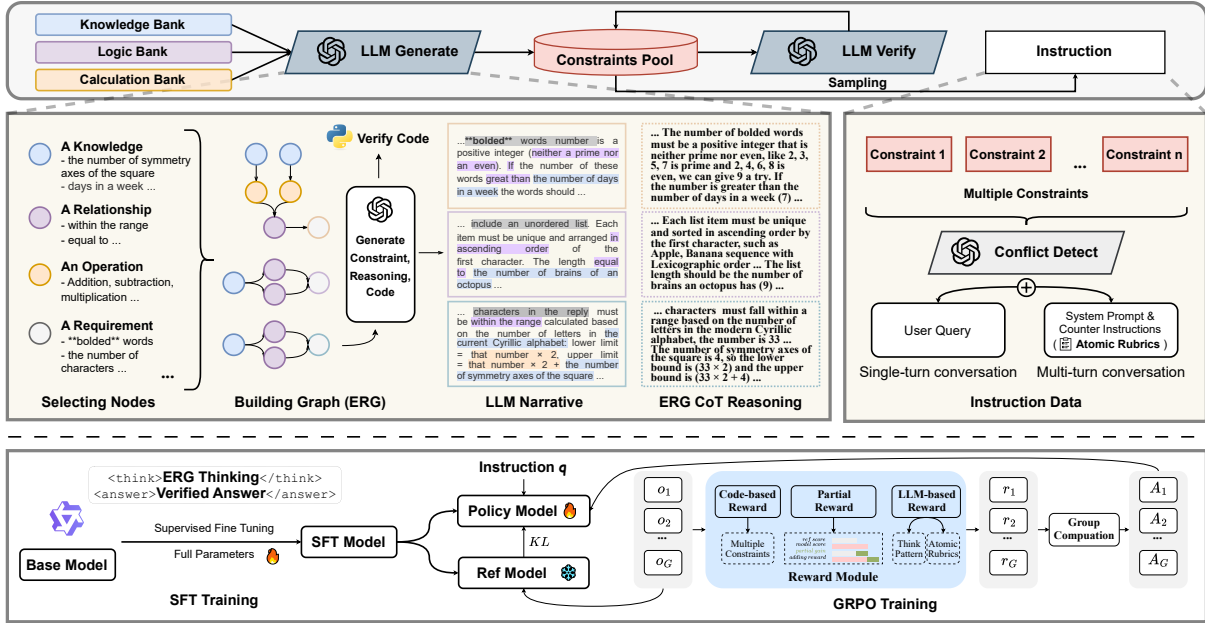 Knowledge Bank
Logic Bank
Calculation Bank
LLM Generate
Constraints Pool
LLM Verify
Sampling
Instruction
A Knowledge
- the number of symmetry
axes of the square
- days in a week ...
A Relationship
- within the range
- equal to ...
An Operation
- Addition, subtraction,
multiplication ...
A Requirement
- **bolded** words
- the number of
characters ...
...
Selecting Nodes
Verify Code
Generate
Constraint,
Reasoning,
Code
Building Graph (ERG)
...**bolded** words number is a
positive integer (neither a prime nor
an even). If the number of these
words great than the number of days
in a week the words should ...
... include an unordered list. Each
item must be unique and arranged in
ascending order of the
first character. The length equal
to the number of brains of an
octopus ...
... characters in the reply must
be within the range calculated based
on the number of letters in the
current Cyrillic alphabet: lower limit
= that number × 2, upper limit
= that number × 2 + the number
of symmetry axes of the square ...
LLM Narrative
... The number of bolded words
must be a positive integer that is
neither prime nor even, like 2, 3,
5, 7 is prime and 2, 4, 6, 8 is
even, we can give 9 a try. If
the number is greater than the
number of days in a week (7) ...
... Each list item must be unique
and sorted in ascending order by
the first character, such as
Apple, Banana sequence with
Lexicographic order ... The list
length should be the number of
brains an octopus has (9) ...
... characters must fall within a
range based on the number of
letters in the modern Cyrillic
alphabet, the number is 33 ...
The number of symmetry axes of
the square is 4, so the lower
bound is (33 × 2) and the upper
bound is (33 × 2 + 4) ...
ERG CoT Reasoning
Constraint 1
Constraint 2
...
Constraint n
Multiple Constraints
Conflict Detect
User Query
System Prompt &
Counter Instructions
( Atomic Rubrics )
Single-turn conversation
Multi-turn conversation
Instruction Data
<think>ERG Thinking</think>
<answer>Verified Answer</answer>
Base Model
Supervised Fine Tuning
Full Parameters
SFT Model
SFT Training
Instruction q
Policy Model
KL
Ref Model
o1
o2
...
oG
Code-based
Reward
Partial
Reward
LLM-based
Reward
Multiple
Constraints
ref score
model score
partial gain
adding reward
Think
Pattern
Atomic
Rubrics
Reward Module
r1
r2
...
rG
Group
Compuation
A1
A2
...
AG
GRPO Training